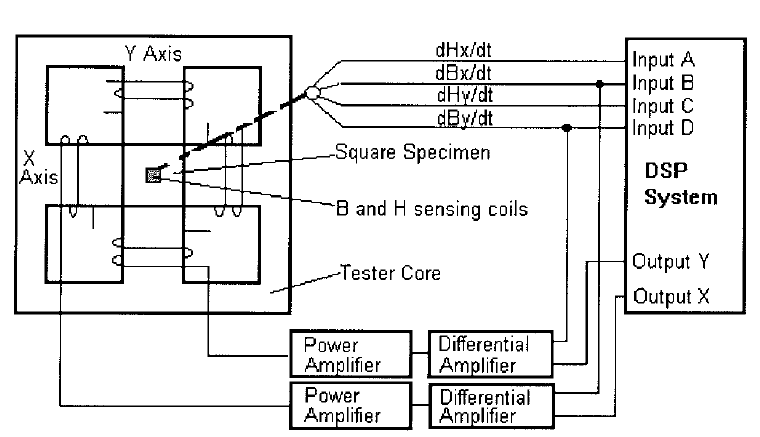 Y Axis
X
Axis
dHx/dt
dBx/dt
dHy/dt
dBy/dt
Input A
Input B
Input C
Input D
DSP
System
Square Specimen
B and H sensing coils
Tester Core
Output Y
Output X
Power
Amplifier
Differential
Amplifier
Power
Amplifier
Differential
Amplifier